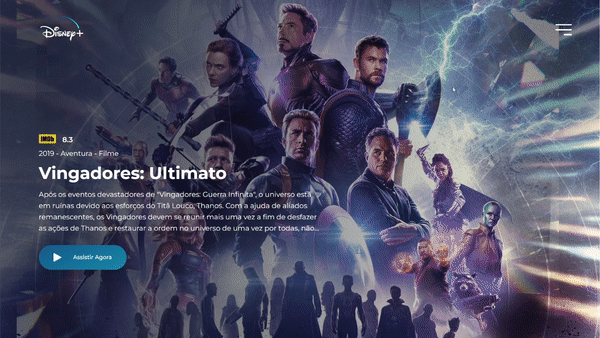 Disney+
IMDb 8.3
2019 - Aventura - Filme
Vingadores: Ultimato
Após os eventos devastadores de "Vingadores: Guerra Infinita", o universo está
em ruínas devido aos esforços do Titã Louco, Thanos. Com a ajuda de aliados
remanescentes, os Vingadores devem se reunir mais uma vez a fim de desfazer
as ações de Thanos e restaurar a ordem no universo de uma vez por todas, não...
Assistir Agora